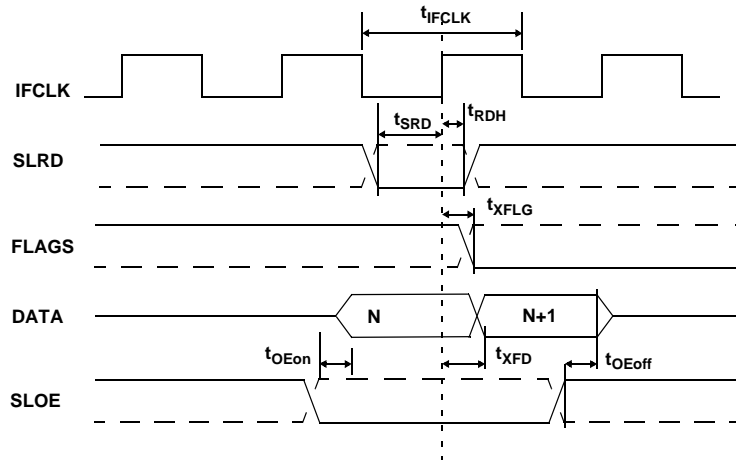 tIFCLK
IFCLK
tSRD
tRDH
SLRD
tXFLG
FLAGS
DATA
N
N+1
tOEon
tXFD
tOEoff
SLOE